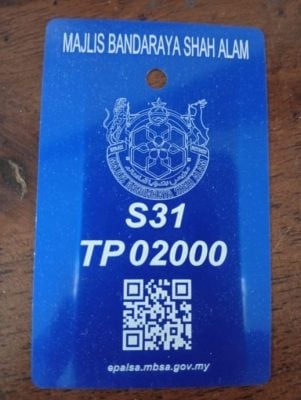 MAJLIS BANDARAYA SHAH ALAM
S31
TP 02000
epalsa.mbsa.gov.my